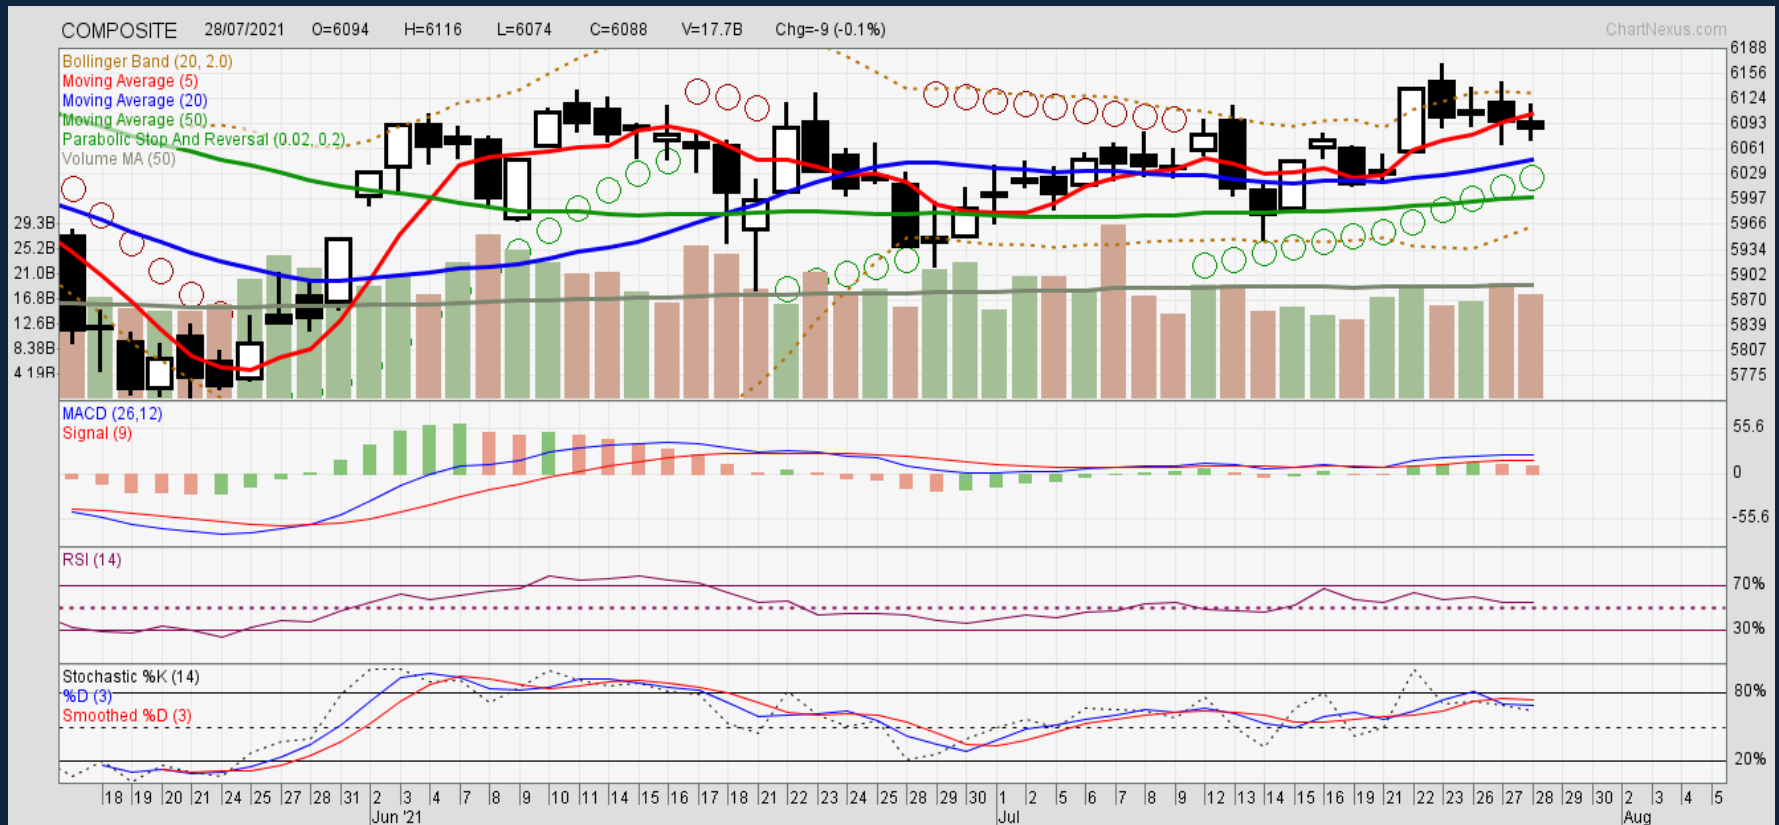 COMPOSITE 28/07/2021 O=6094 H=6116 L=6074 C=6088 V=17.7B Chg=-9 (-0.1%) ChartNexus.com
Bollinger Band (20, 2.0)
Moving Average (5)
Moving Average (20)
Moving Average (50)
Parabolic Stop And Reversal (0.02, 0.2)
Volume MA (50)
29.3B
25.2B
21.0B
16.8B
12.6B
8.38B
4 19B
6188
6156
6124
6093
6061
6029
5997
5966
5934
5902
5870
5839
5807
5775
MACD (26,12)
Signal (9)
55.6
0
-55.6
RSI (14)
70%
30%
Stochastic %K (14)
%D (3)
Smoothed %D (3)
80%
20%
18 19 20 21 24 25 27 28 31 2 3 4 7 8 9 10 11 14 15 16 17 18 21 22 23 24 25 28 29 30 1 2 5 6 7 8 9 12 13 14 15 16 19 21 22 23 26 27 28 29 30 2 3 4 5
Jun '21 Jul Aug